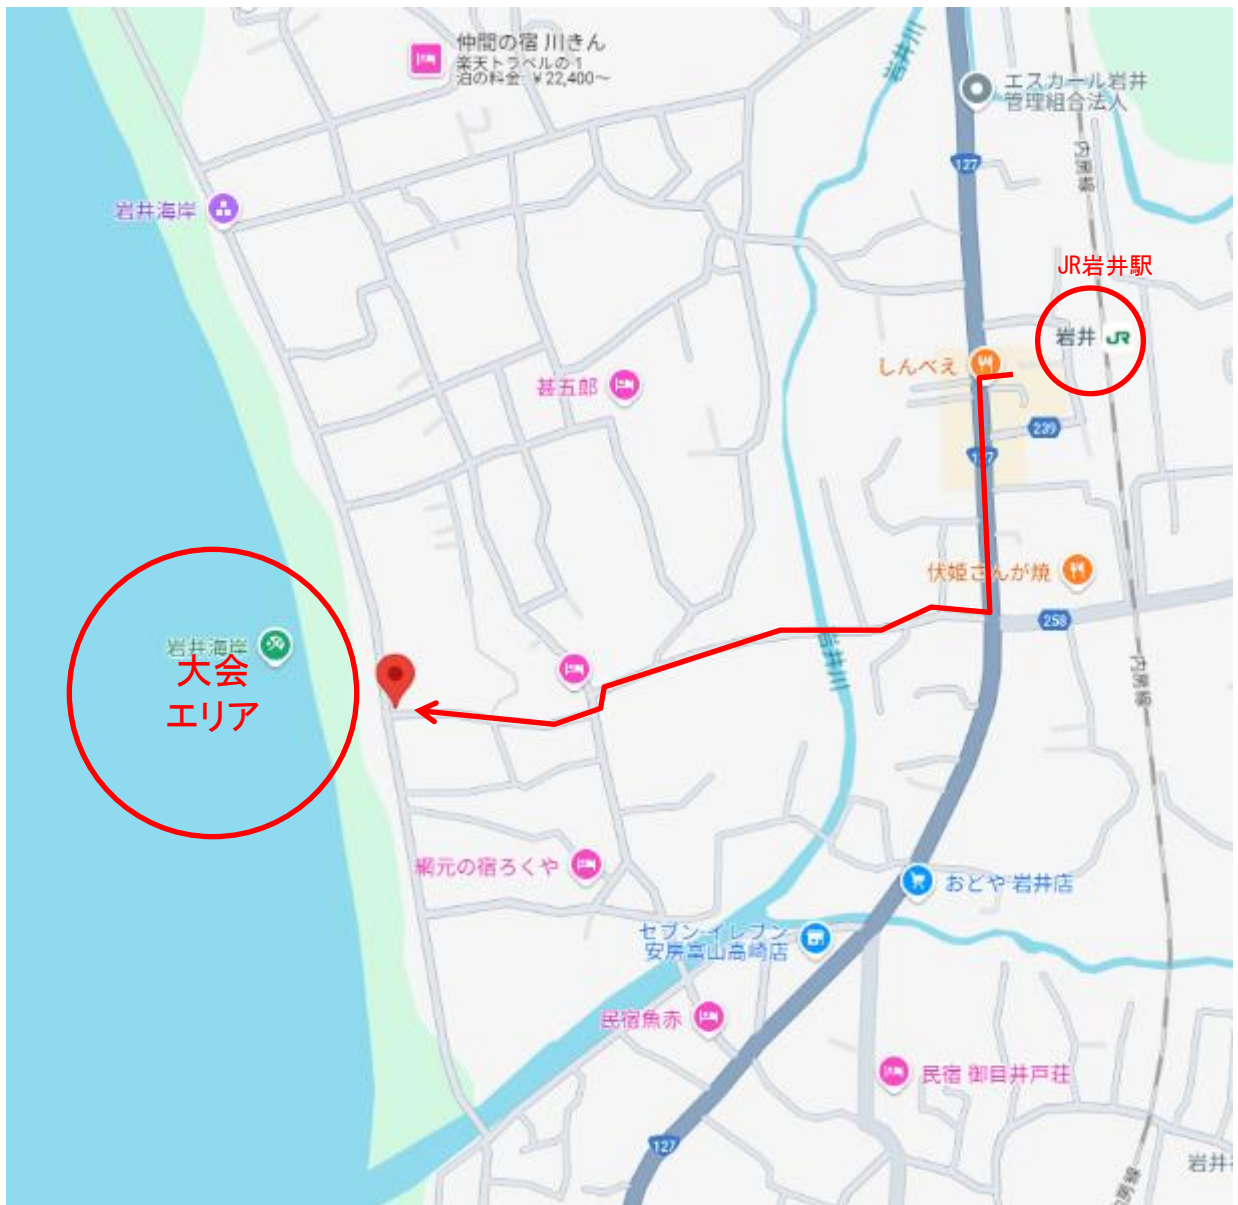 仲間の宿 川きん
楽天トラベルの 1
泊の料金: ￥22,400～
岩井川
エスカール岩井
管理組合法人
127
内房線
岩井海岸
JR岩井駅
岩井 JR
しんべえ
甚五郎
239
127
伏姫さんが焼
258
岩井海岸
大会
エリア
岩井川
内房線
網元の宿ろくや
おどや 岩井店
セブン-イレブン
安房富山高崎店
民宿魚赤
民宿 御目井戸荘
127
岩井